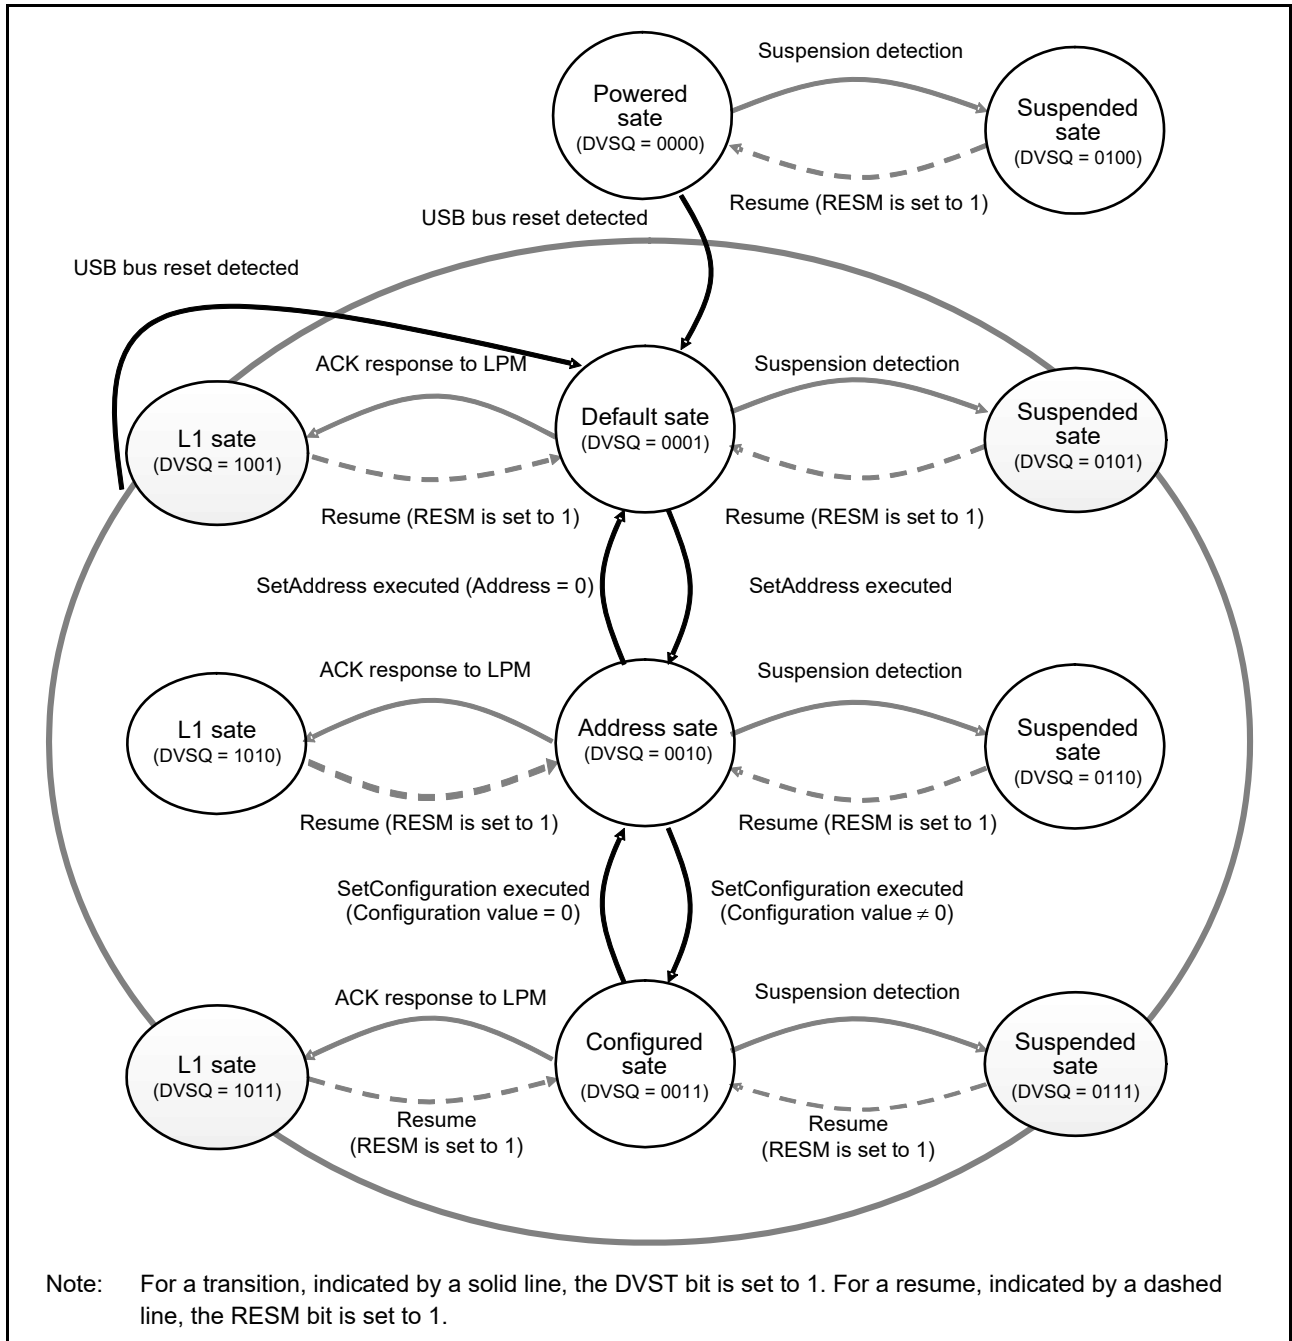 Suspension detection
Powered
sate
(DVSQ = 0000)
Suspended
sate
(DVSQ = 0100)
Resume (RESM is set to 1)
USB bus reset detected
USB bus reset detected
ACK response to LPM
Suspension detection
L1 sate
(DVSQ = 1001)
Default sate
(DVSQ = 0001)
Suspended
sate
(DVSQ = 0101)
Resume (RESM is set to 1)
Resume (RESM is set to 1)
SetAddress executed (Address = 0)
SetAddress executed
ACK response to LPM
Suspension detection
L1 sate
(DVSQ = 1010)
Address sate
(DVSQ = 0010)
Suspended
sate
(DVSQ = 0110)
Resume (RESM is set to 1)
Resume (RESM is set to 1)
SetConfiguration executed
(Configuration value = 0)
SetConfiguration executed
(Configuration value ≠ 0)
ACK response to LPM
Suspension detection
L1 sate
(DVSQ = 1011)
Configured
sate
(DVSQ = 0011)
Suspended
sate
(DVSQ = 0111)
Resume
(RESM is set to 1)
Resume
(RESM is set to 1)
Note: For a transition, indicated by a solid line, the DVST bit is set to 1. For a resume, indicated by a dashed
line, the RESM bit is set to 1.